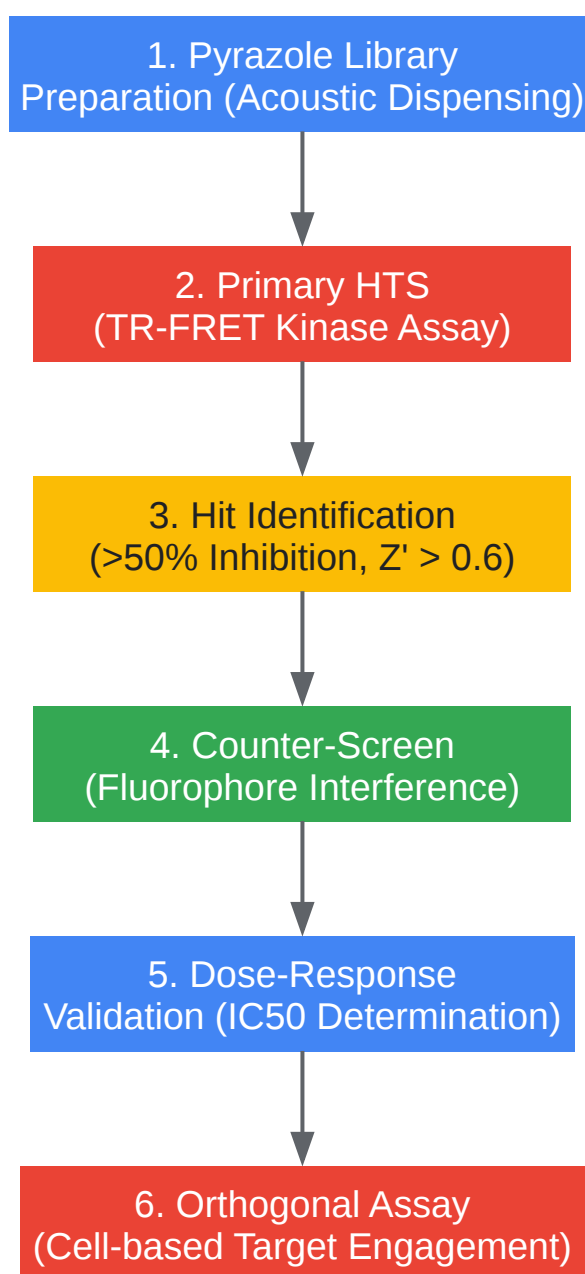 1. Pyrazole Library
Preparation (Acoustic Dispensing)
2. Primary HTS
(TR-FRET Kinase Assay)
3. Hit Identification
(>50% Inhibition, Z' > 0.6)
4. Counter-Screen
(Fluorophore Interference)
5. Dose-Response
Validation (IC50 Determination)
6. Orthogonal Assay
(Cell-based Target Engagement)